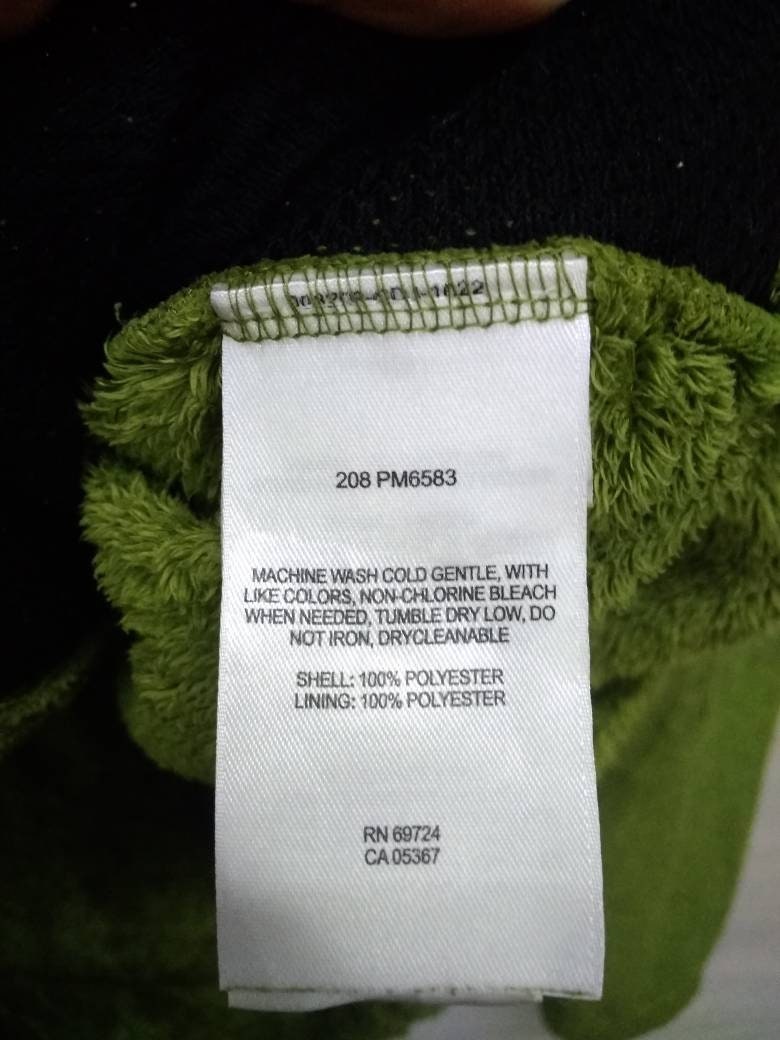 208 PM6583
MACHINE WASH COLD GENTLE, WITH
LIKE COLORS, NON-CHLORINE BLEACH
WHEN NEEDED, TUMBLE DRY LOW, DO
NOT IRON, DRYCLEANABLE
SHELL: 100% POLYESTER
LINING: 100% POLYESTER
RN 69724
CA 05367